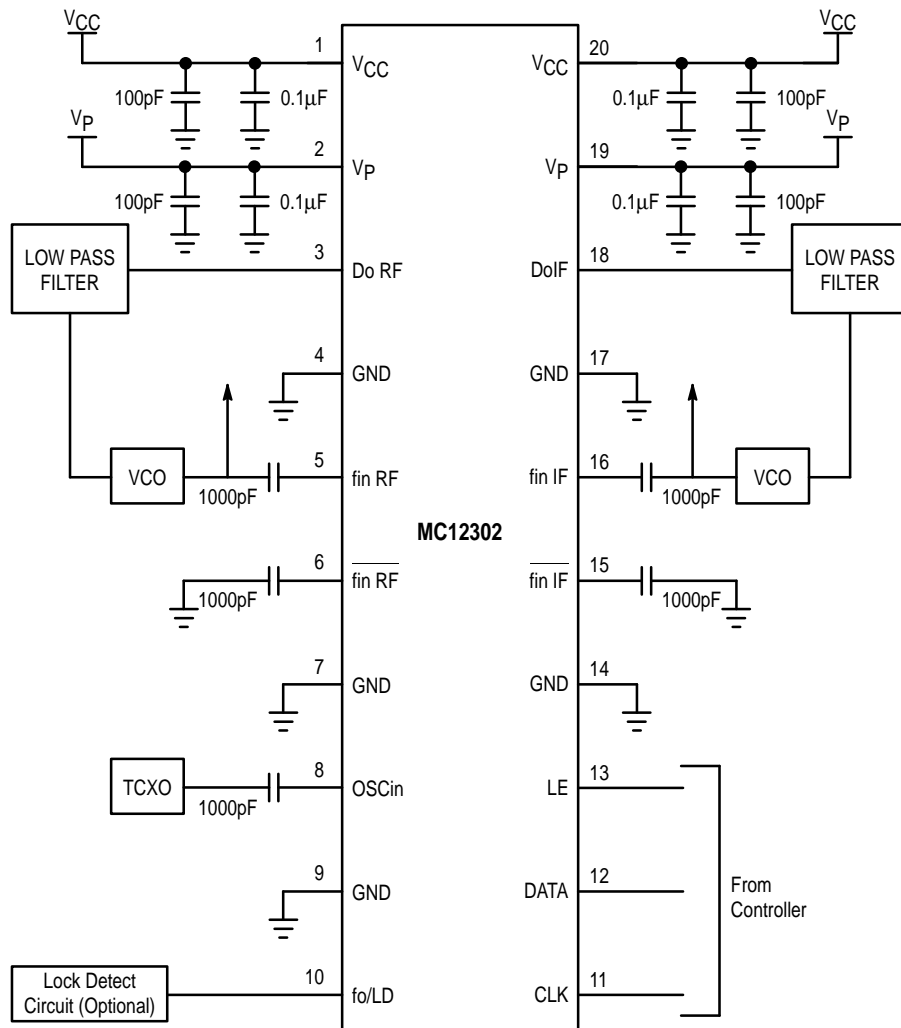 VCC
1
VCC
100pF
0.1µF
VP
2
VP
100pF
0.1µF
LOW PASS
FILTER
3
Do RF
4
GND
VCO
1000pF
5
fin RF
6
fin RF
1000pF
7
GND
TCXO
1000pF
8
OSCin
9
GND
Lock Detect
Circuit (Optional)
10
fo/LD
MC12302
20
VCC
VCC
0.1µF
100pF
19
VP
VP
0.1µF
100pF
18
DoIF
LOW PASS
FILTER
17
GND
16
fin IF
1000pF
VCO
15
fin IF
1000pF
14
GND
13
LE
12
DATA
11
CLK
From
Controller